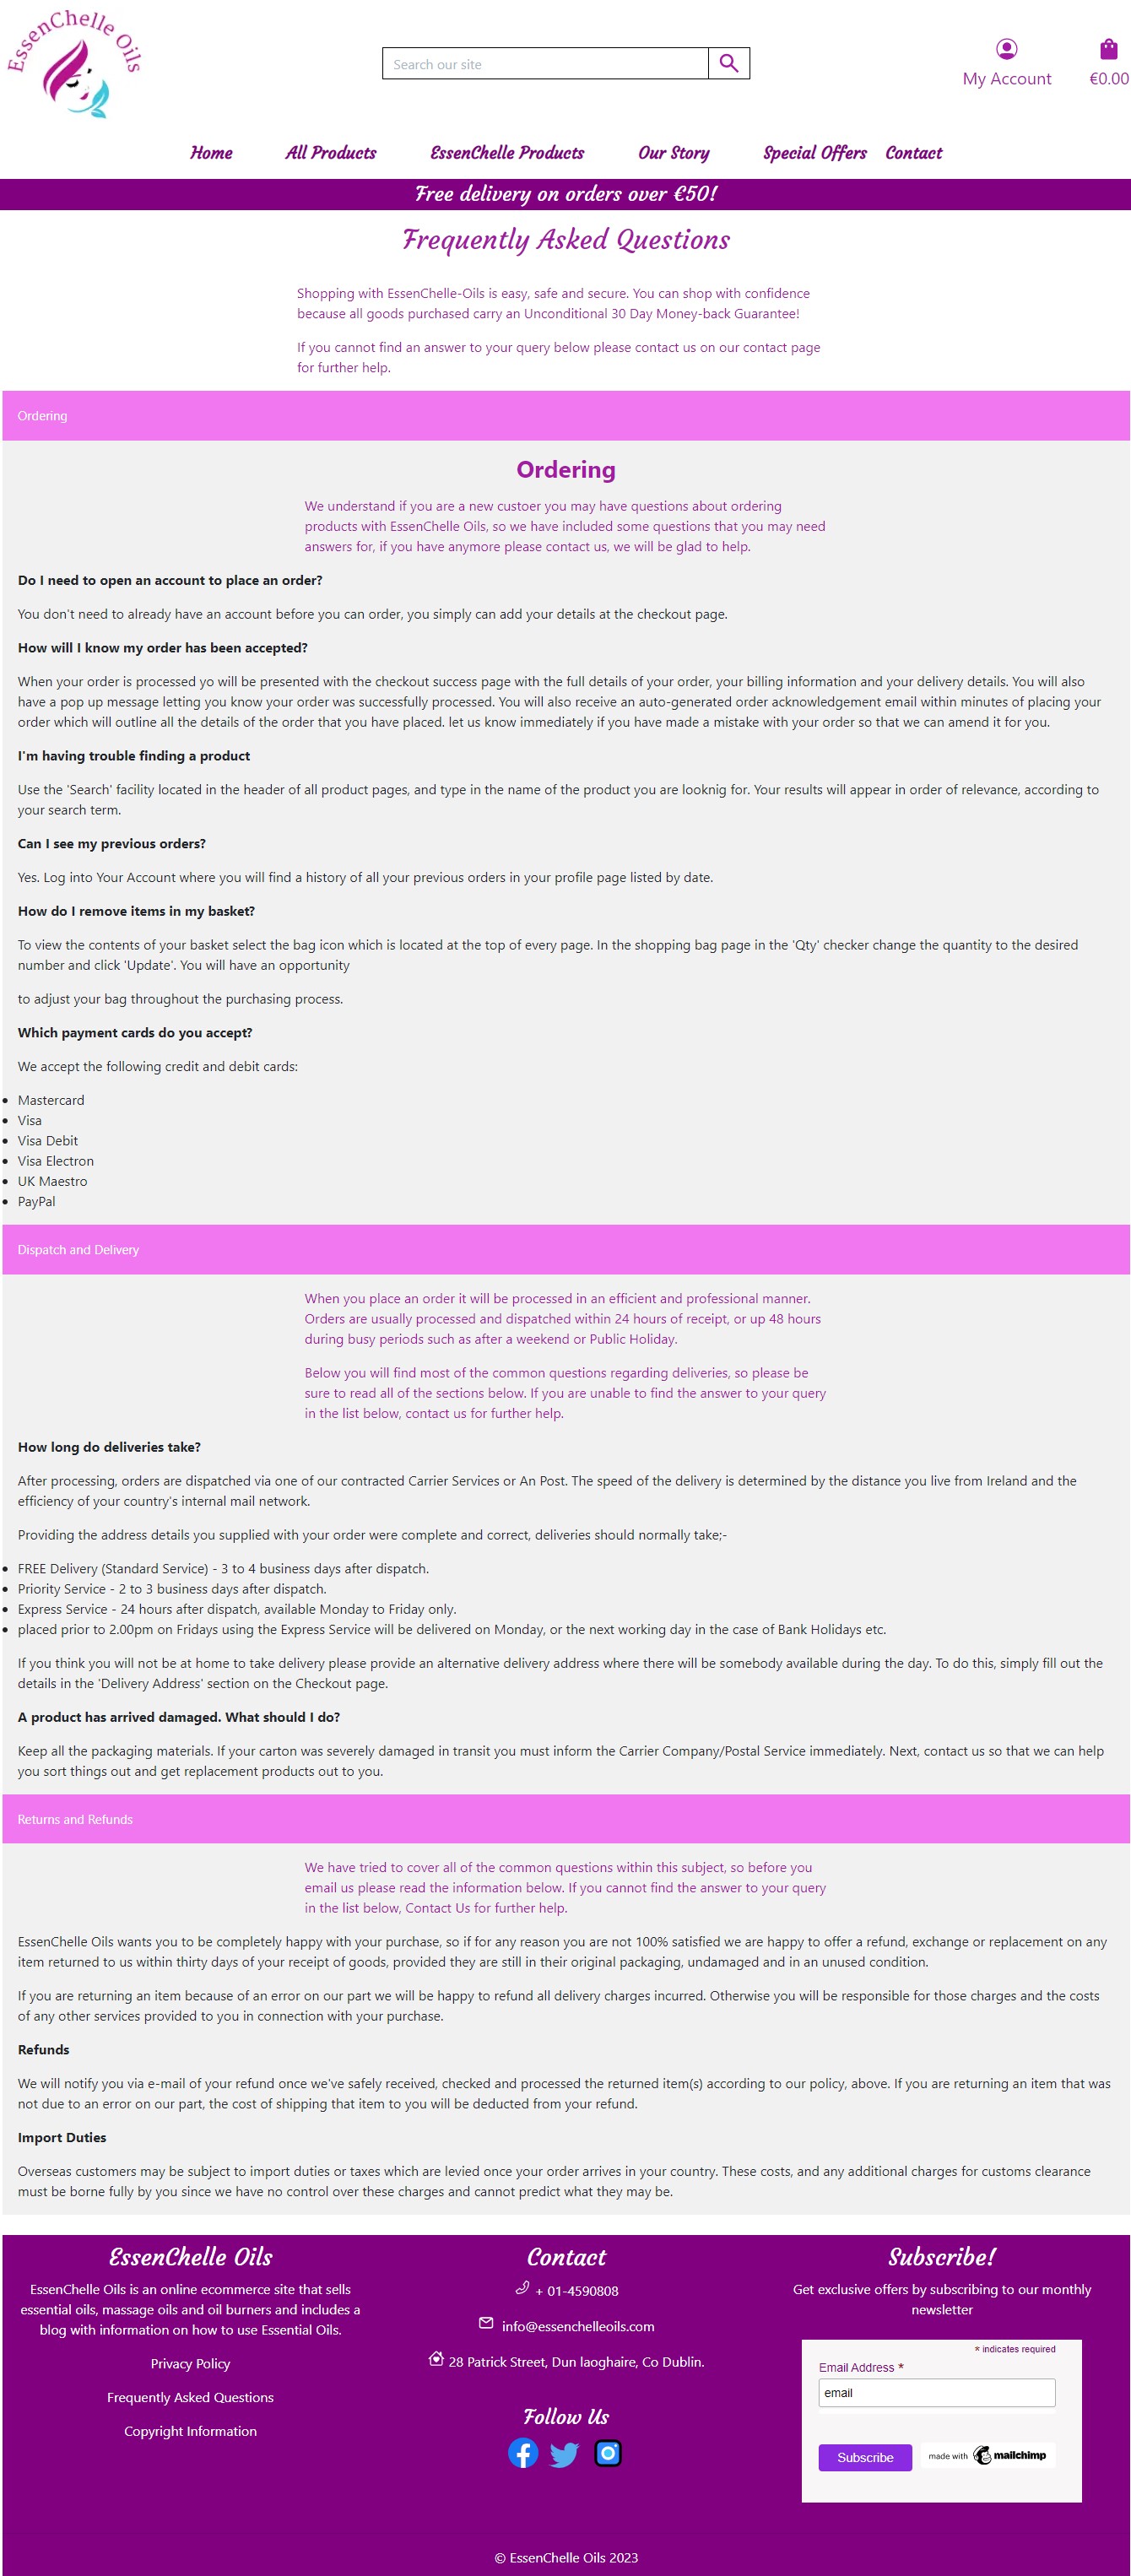 EssenChelle Oils
Search our site
My Account
€0.00
Home All Products EssenChelle Products Our Story Special Offers Contact
Free delivery on orders over €50!
Frequently Asked Questions
Shopping with EssenChelle-Oils is easy, safe and secure. You can shop with confidence
because all goods purchased carry an Unconditional 30 Day Money-back Guarantee!
If you cannot find an answer to your query below please contact us on our contact page
for further help.
Ordering
Ordering
We understand if you are a new custoer you may have questions about ordering
products with EssenChelle Oils, so we have included some questions that you may need
answers for, if you have anymore please contact us, we will be glad to help.
Do I need to open an account to place an order?
You don't need to already have an account before you can order, you simply can add your details at the checkout page.
How will I know my order has been accepted?
When your order is processed yo will be presented with the checkout success page with the full details of your order, your billing information and your delivery details. You will also
have a pop up message letting you know your order was successfully processed. You will also receive an auto-generated order acknowledgement email within minutes of placing your
order which will outline all the details of the order that you have placed. let us know immediately if you have made a mistake with your order so that we can amend it for you.
I'm having trouble finding a product
Use the 'Search' facility located in the header of all product pages, and type in the name of the product you are looknig for. Your results will appear in order of relevance, according to
your search term.
Can I see my previous orders?
Yes. Log into Your Account where you will find a history of all your previous orders in your profile page listed by date.
How do I remove items in my basket?
To view the contents of your basket select the bag icon which is located at the top of every page. In the shopping bag page in the 'Qty' checker change the quantity to the desired
number and click 'Update'. You will have an opportunity
to adjust your bag throughout the purchasing process.
Which payment cards do you accept?
We accept the following credit and debit cards:
• Mastercard
• Visa
• Visa Debit
• Visa Electron
• UK Maestro
• PayPal
Dispatch and Delivery
When you place an order it will be processed in an efficient and professional manner.
Orders are usually processed and dispatched within 24 hours of receipt, or up 48 hours
during busy periods such as after a weekend or Public Holiday.
Below you will find most of the common questions regarding deliveries, so please be
sure to read all of the sections below. If you are unable to find the answer to your query
in the list below, contact us for further help.
How long do deliveries take?
After processing, orders are dispatched via one of our contracted Carrier Services or An Post. The speed of the delivery is determined by the distance you live from Ireland and the
efficiency of your country's internal mail network.
Providing the address details you supplied with your order were complete and correct, deliveries should normally take;-
• FREE Delivery (Standard Service) - 3 to 4 business days after dispatch.
• Priority Service - 2 to 3 business days after dispatch.
• Express Service - 24 hours after dispatch, available Monday to Friday only.
• placed prior to 2.00pm on Fridays using the Express Service will be delivered on Monday, or the next working day in the case of Bank Holidays etc.
If you think you will not be at home to take delivery please provide an alternative delivery address where there will be somebody available during the day. To do this, simply fill out the
details in the 'Delivery Address' section on the Checkout page.
A product has arrived damaged. What should I do?
Keep all the packaging materials. If your carton was severely damaged in transit you must inform the Carrier Company/Postal Service immediately. Next, contact us so that we can help
you sort things out and get replacement products out to you.
Returns and Refunds
We have tried to cover all of the common questions within this subject, so before you
email us please read the information below. If you cannot find the answer to your query
in the list below, Contact Us for further help.
EssenChelle Oils wants you to be completely happy with your purchase, so if for any reason you are not 100% satisfied we are happy to offer a refund, exchange or replacement on any
item returned to us within thirty days of your receipt of goods, provided they are still in their original packaging, undamaged and in an unused condition.
If you are returning an item because of an error on our part we will be happy to refund all delivery charges incurred. Otherwise you will be responsible for those charges and the costs
of any other services provided to you in connection with your purchase.
Refunds
We will notify you via e-mail of your refund once we've safely received, checked and processed the returned item(s) according to our policy, above. If you are returning an item that was
not due to an error on our part, the cost of shipping that item to you will be deducted from your refund.
Import Duties
Overseas customers may be subject to import duties or taxes which are levied once your order arrives in your country. These costs, and any additional charges for customs clearance
must be borne fully by you since we have no control over these charges and cannot predict what they may be.
EssenChelle Oils
EssenChelle Oils is an online ecommerce site that sells
essential oils, massage oils and oil burners and includes a
blog with information on how to use Essential Oils.
Privacy Policy
Frequently Asked Questions
Copyright Information
Contact
+ 01-4590808
info@essenchelleoils.com
28 Patrick Street, Dun laoghaire, Co Dublin.
Follow Us
Subscribe!
Get exclusive offers by subscribing to our monthly
newsletter
* indicates required
Email Address *
email
Subscribe
made with mailchimp
© EssenChelle Oils 2023